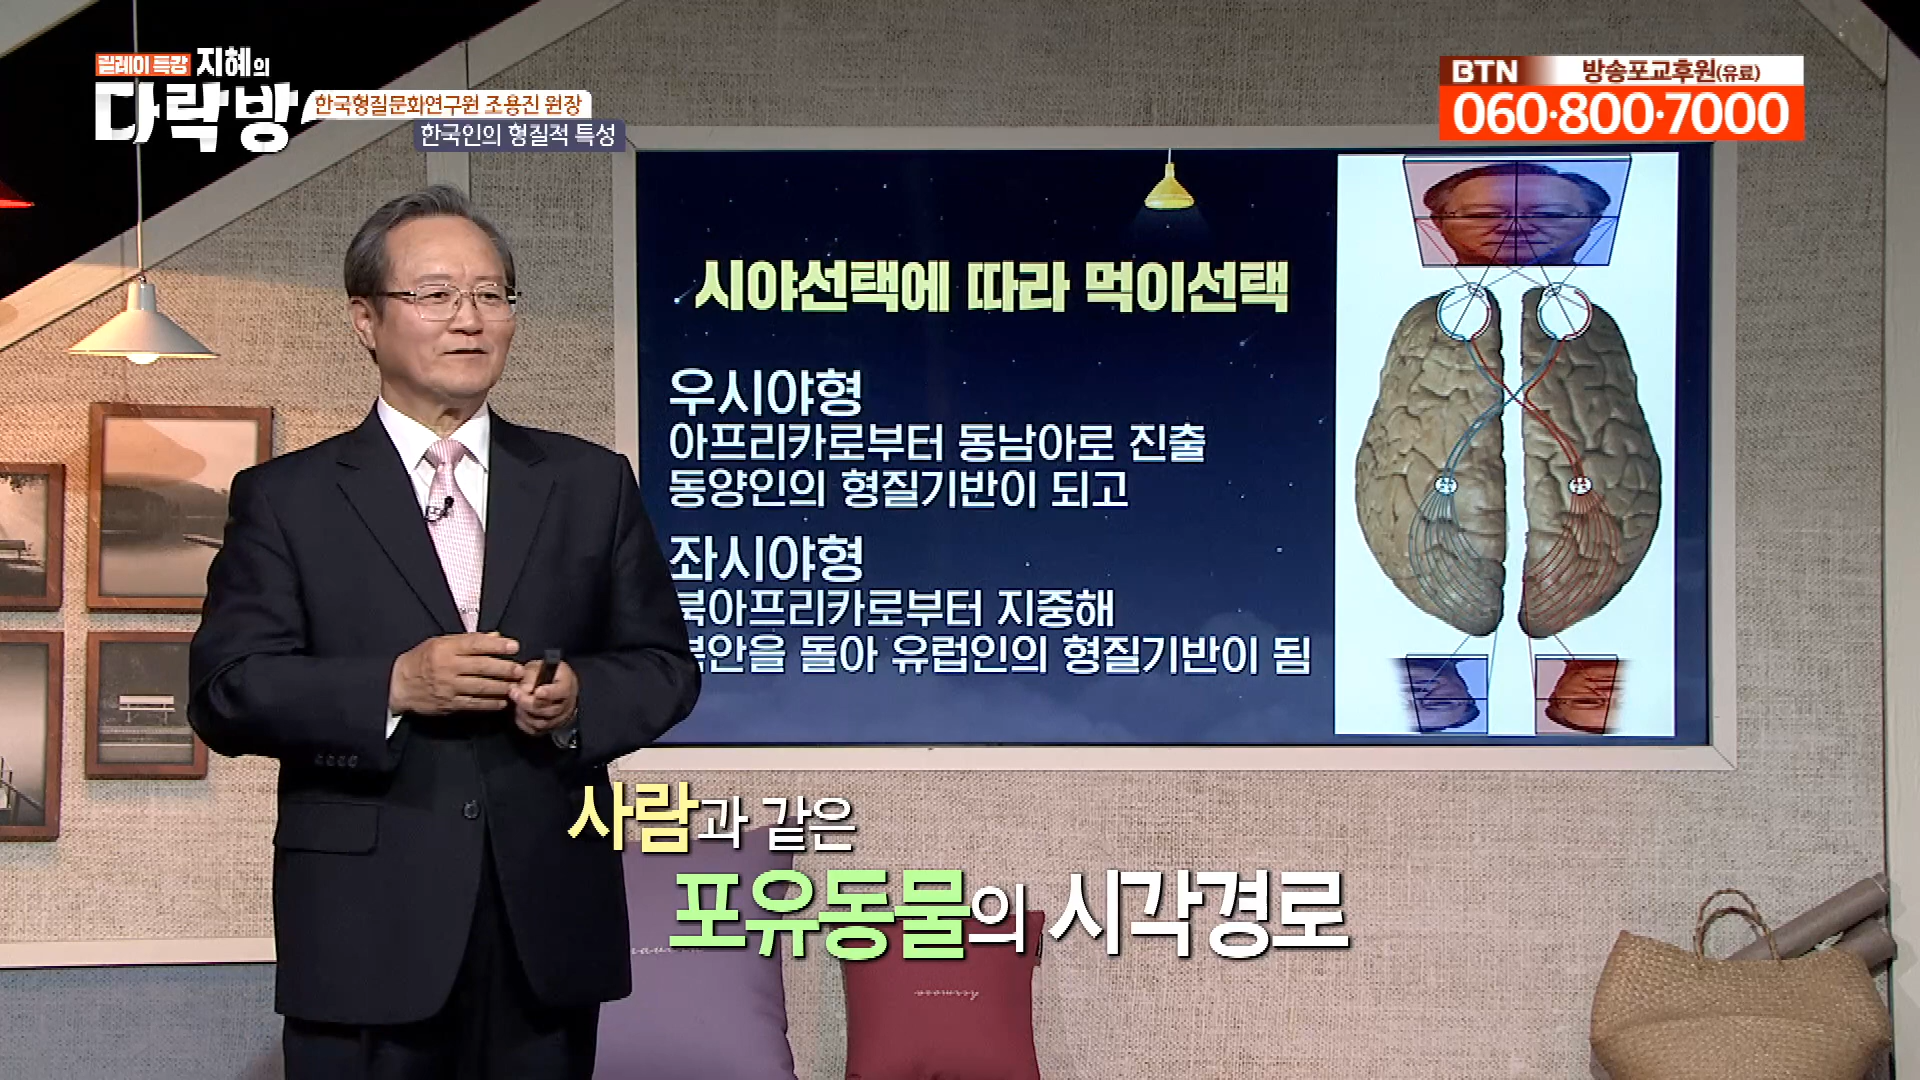 릴레이 특강 지혜의
다락방
한국형질문화연구원 조용진 원장
한국인의 형질적 특성
BTN 방송포교후원(유료)
060·800·7000
시야선택에 따라 먹이선택
우시야형
아프리카로부터 동남아로 진출
동양인의 형질기반이 되고
좌시야형
북아프리카로부터 지중해
북안을 돌아 유럽인의 형질기반이 됨
사람과 같은
포유동물의 시각경로